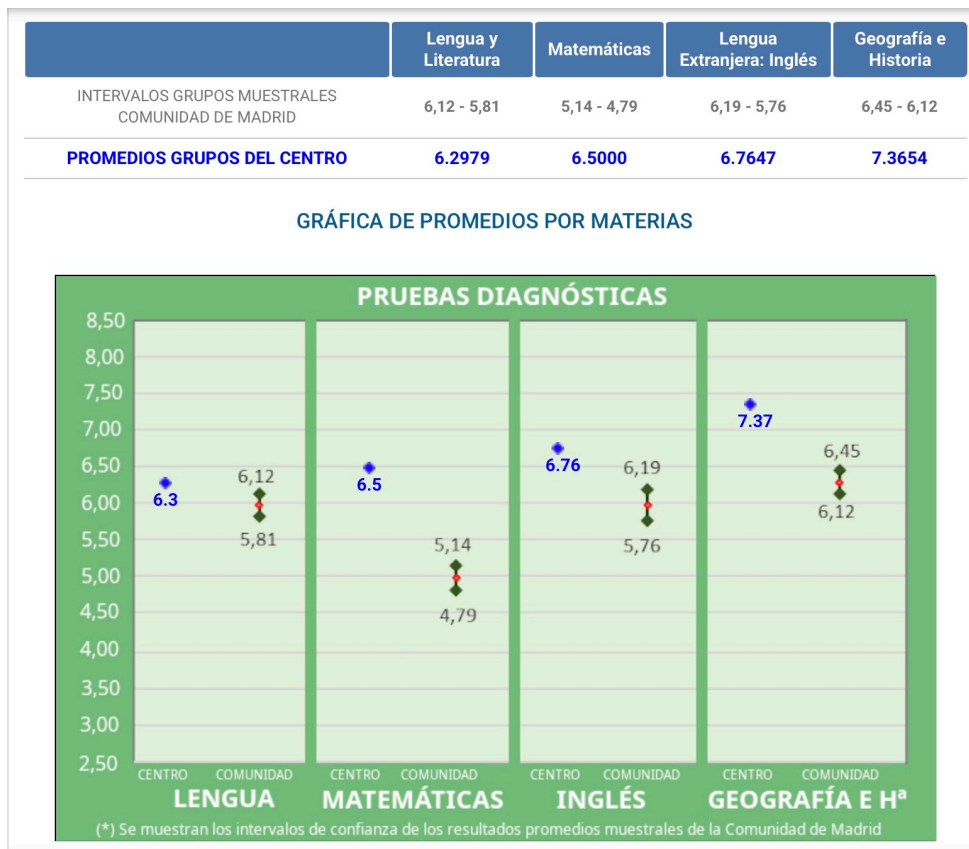 Lengua y
Literatura
Matemáticas
Lengua
Extranjera: Inglés
Geografía e
Historia
INTERVALOS GRUPOS MUESTRALES
COMUNIDAD DE MADRID
6,12 - 5,81
5,14 - 4,79
6,19 - 5,76
6,45 - 6,12
PROMEDIOS GRUPOS DEL CENTRO
6.2979
6.5000
6.7647
7.3654
GRÁFICA DE PROMEDIOS POR MATERIAS
PRUEBAS DIAGNÓSTICAS
8,50
8,00
7,50
7,00
6,50
6,00
5,50
5,00
4,50
4,00
3,50
3,00
2,50
6.3
6,12
5,81
CENTRO
COMUNIDAD
LENGUA
6.5
5,14
4,79
CENTRO
COMUNIDAD
MATEMÁTICAS
6.76
6,19
5,76
CENTRO
COMUNIDAD
INGLÉS
7.37
6,45
6,12
CENTRO
COMUNIDAD
GEOGRAFÍA E Hª
(*) Se muestran los intervalos de confianza de los resultados promedios muestrales de la Comunidad de Madrid